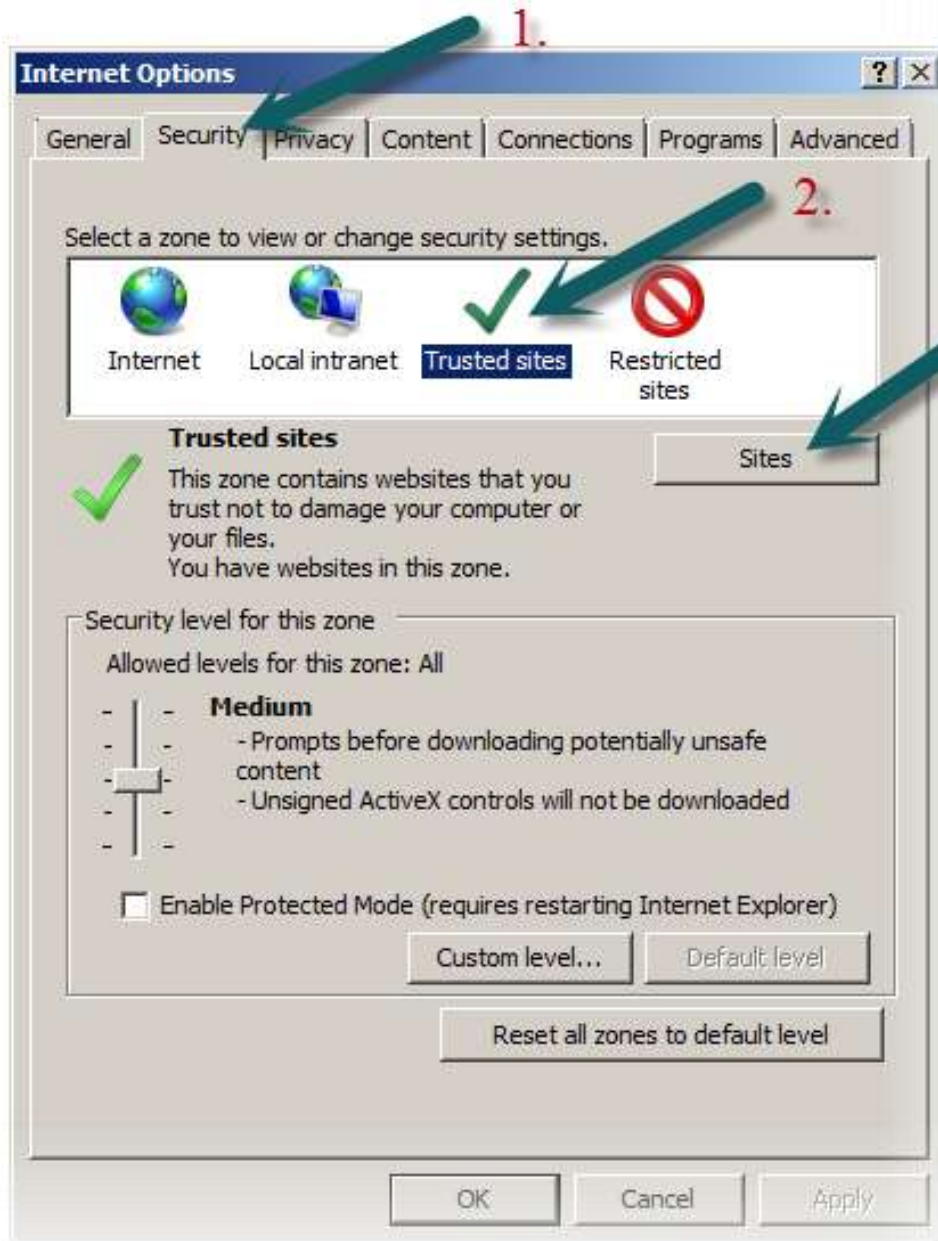 1.
Internet Options
?
General Security Privacy Content Connections Programs Advanced
2.
Select a zone to view or change security settings.
Internet Local intranet Trusted sites Restricted
sites
Trusted sites
Sites
This zone contains websites that you
trust not to damage your computer or
your files.
You have websites in this zone.
Security level for this zone
Allowed levels for this zone: All
Medium
- Prompts before downloading potentially unsafe
content
- Unsigned ActiveX controls will not be downloaded
Enable Protected Mode (requires restarting Internet Explorer)
Custom level... Default level
Reset all zones to default level
OK Cancel Apply